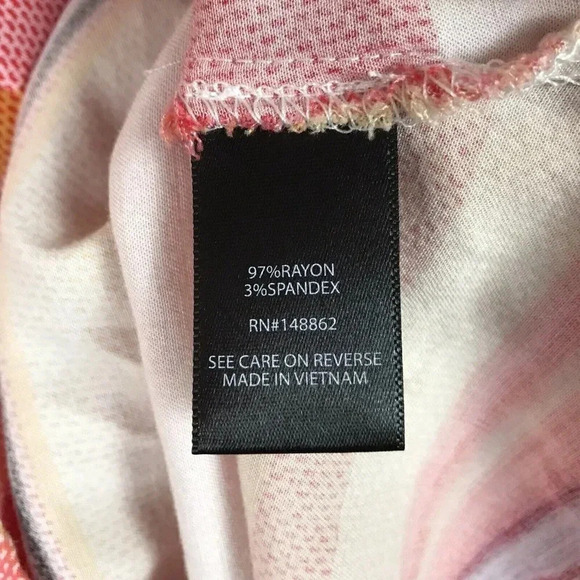 97%RAYON
3%SPANDEX
RN#148862
SEE CARE ON REVERSE
MADE IN VIETNAM